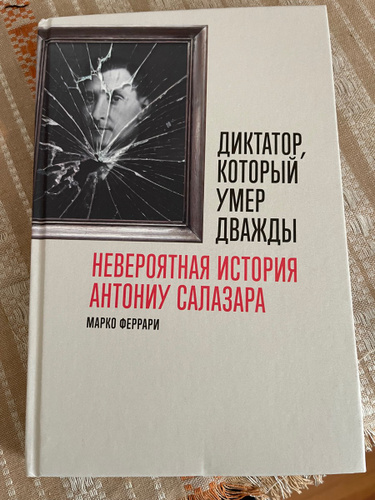 ДИКТАТОР,
КОТОРЫЙ
УМЕР
ДВАЖДЫ
НЕВЕРОЯТНАЯ ИСТОРИЯ
АНТОНИУ САЛАЗАРА
МАРКО ФЕРРАРИ